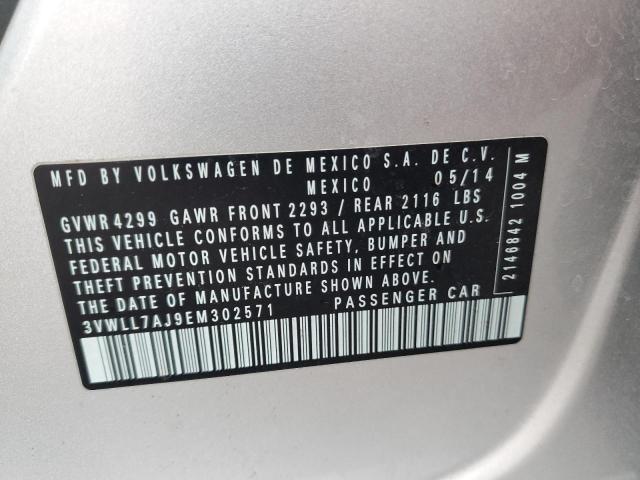 MFD BY VOLKSWAGEN DE MEXICO S.A. DE C.V.
MEXICO 05/14
GVWR 4299 GAWR FRONT 2293 / REAR 2116 LBS
THIS VEHICLE CONFORMS TO ALL APPLICABLE U.S.
FEDERAL MOTOR VEHICLE SAFETY, BUMPER AND
THEFT PREVENTION STANDARDS IN EFFECT ON
THE DATE OF MANUFACTURE SHOWN ABOVE.
3VWLL7AJ9EM302571 PASSENGER CAR
2146842 1004 M